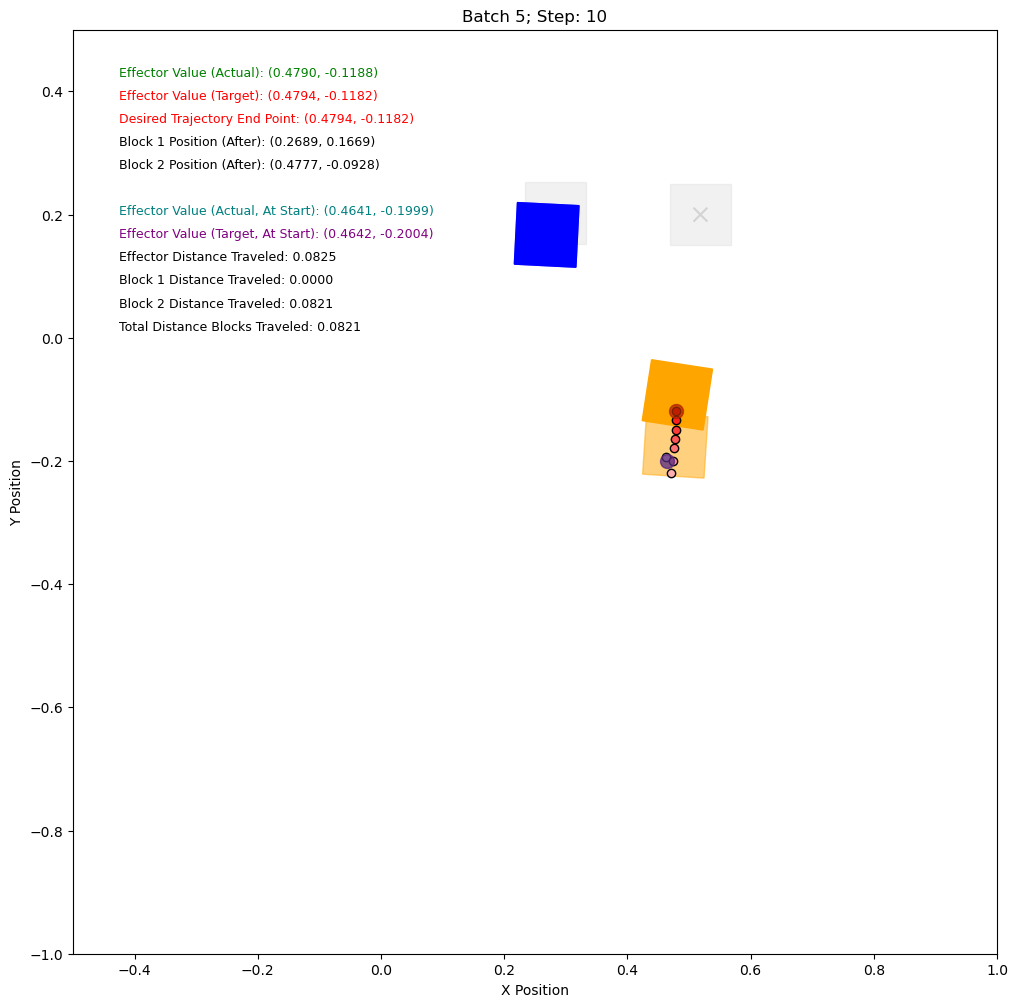 Batch 5; Step: 10
Effector Value (Actual): (0.4790, -0.1188)
Effector Value (Target): (0.4794, -0.1182)
Desired Trajectory End Point: (0.4794, -0.1182)
Block 1 Position (After): (0.2689, 0.1669)
Block 2 Position (After): (0.4777, -0.0928)
Effector Value (Actual, At Start): (0.4641, -0.1999)
Effector Value (Target, At Start): (0.4642, -0.2004)
Effector Distance Traveled: 0.0825
Block 1 Distance Traveled: 0.0000
Block 2 Distance Traveled: 0.0821
Total Distance Blocks Traveled: 0.0821
0.4
0.2
0.0
−0.2
−0.4
−0.6
−0.8
−1.0
Y Position
−0.4
−0.2
0.0
0.2
0.4
0.6
0.8
1.0
X Position